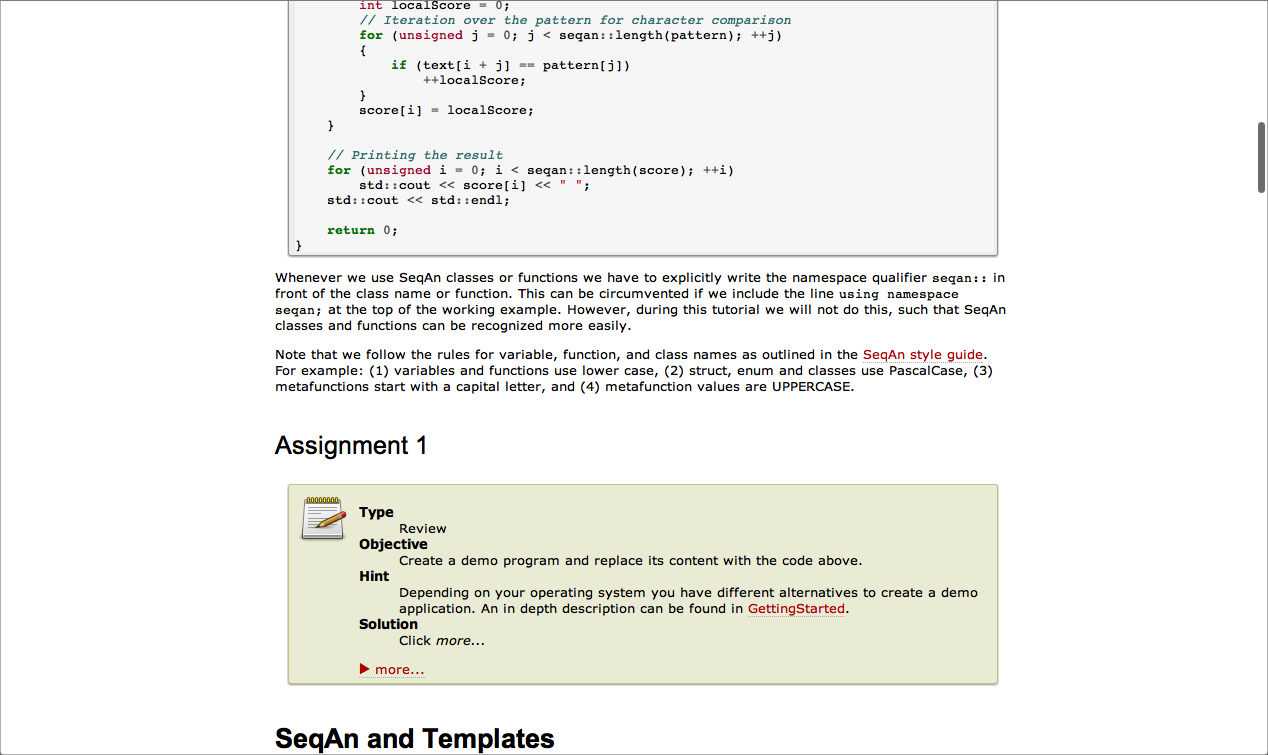 int localScore = 0;
// Iteration over the pattern for character comparison
for (unsigned j = 0; j < seqan::length(pattern); ++j)
{
if (text[i + j] == pattern[j])
++localScore;
}
score[i] = localScore;
}
// Printing the result
for (unsigned i = 0; i < seqan::length(score); ++i)
std::cout << score[i] << " ";
std::cout << std::endl;
return 0;
}
Whenever we use SeqAn classes or functions we have to explicitly write the namespace qualifier seqan:: in
front of the class name or function. This can be circumvented if we include the line using namespace
seqan; at the top of the working example. However, during this tutorial we will not do this, such that SeqAn
classes and functions can be recognized more easily.
Note that we follow the rules for variable, function, and class names as outlined in the SeqAn style guide.
For example: (1) variables and functions use lower case, (2) struct, enum and classes use PascalCase, (3)
metafunctions start with a capital letter, and (4) metafunction values are UPPERCASE.
Assignment 1
Type
Review
Objective
Create a demo program and replace its content with the code above.
Hint
Depending on your operating system you have different alternatives to create a demo
application. An in depth description can be found in GettingStarted.
Solution
Click more...
▶ more...
SeqAn and Templates